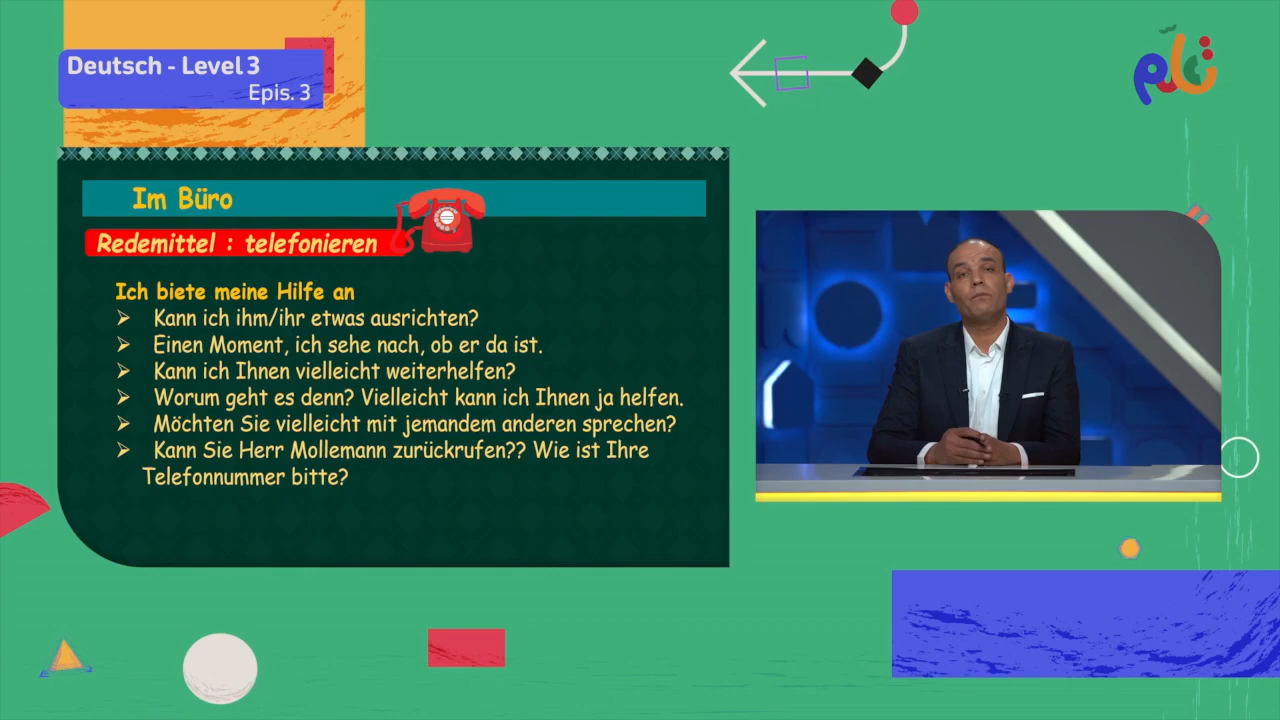 Deutsch - Level 3
Epis. 3
تلم
Im Büro
Redemittel : telefonieren
Ich biete meine Hilfe an
➢ Kann ich ihm/ihr etwas ausrichten?
➢ Einen Moment, ich sehe nach, ob er da ist.
➢ Kann ich Ihnen vielleicht weiterhelfen?
➢ Worum geht es denn? Vielleicht kann ich Ihnen ja helfen.
➢ Möchten Sie vielleicht mit jemandem anderen sprechen?
➢ Kann Sie Herr Mollemann zurückrufen?? Wie ist Ihre
Telefonnummer bitte?